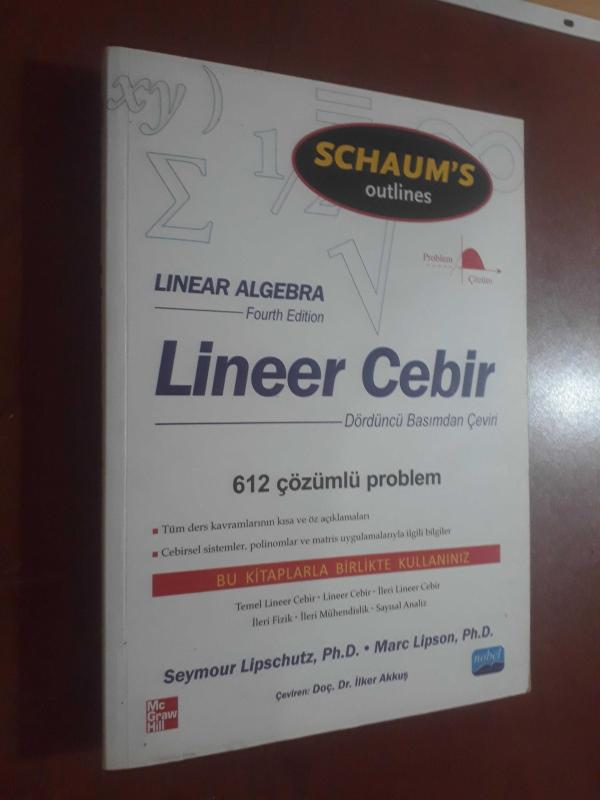 xy )
Σ
1/2
=
∞
√
SCHAUM'S
outlines
Problem
Çözüm
LINEAR ALGEBRA
Fourth Edition
Lineer Cebir
Dördüncü Basımdan Çeviri
612 çözümlü problem
Tüm ders kavramlarının kısa ve öz açıklamaları
Cebirsel sistemler, polinomlar ve matris uygulamalarıyla ilgili bilgiler
BU KİTAPLARLA BİRLİKTE KULLANINIZ
Temel Lineer Cebir • Lineer Cebir • İleri Lineer Cebir
İleri Fizik • İleri Mühendislik • Sayısal Analiz
Seymour Lipschutz, Ph.D. • Marc Lipson, Ph.D.
Çeviren: Doç. Dr. İlker Akkuş
nobel
Mc
Graw
Hill